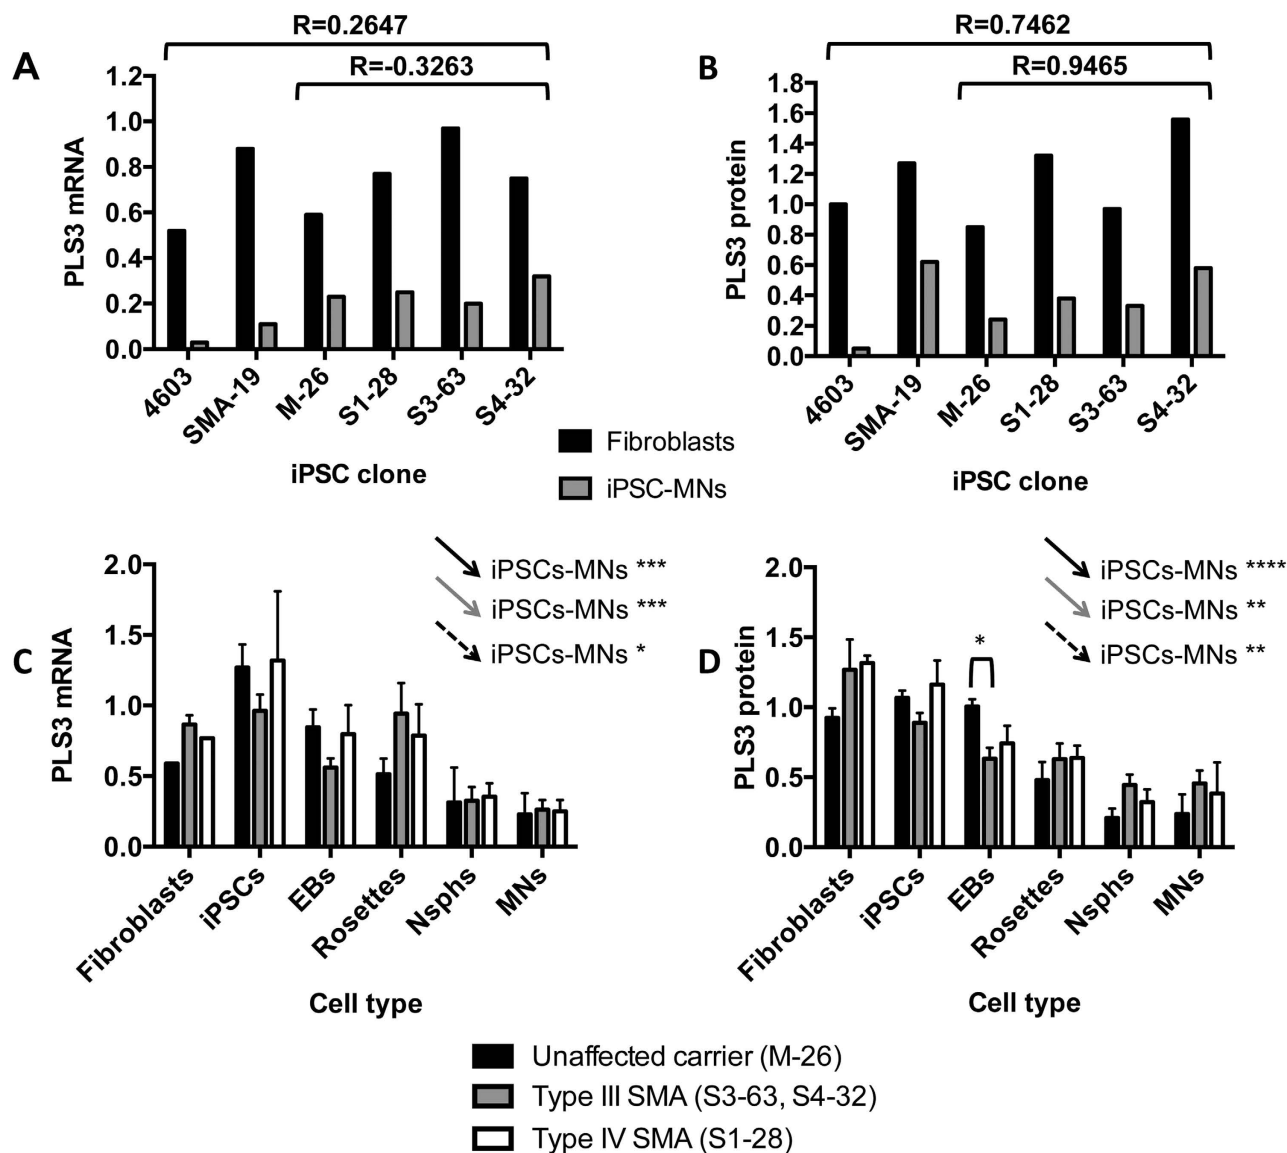 A
R=0.2647
R=-0.3263
PLS3 mRNA
1.2
1.0
0.8
0.6
0.4
0.2
0.0
4603
SMA-19
M-26
S1-28
S3-63
S4-32
iPSC clone
B
R=0.7462
R=0.9465
PLS3 protein
1.8
1.6
1.4
1.2
1.0
0.8
0.6
0.4
0.2
0.0
4603
SMA-19
M-26
S1-28
S3-63
S4-32
iPSC clone
Fibroblasts
iPSC-MNs
C
iPSCs-MNs ***
iPSCs-MNs ***
iPSCs-MNs *
PLS3 mRNA
2.0
1.5
1.0
0.5
0.0
Fibroblasts
iPSCs
EBs
Rosettes
Nsphs
MNs
Cell type
D
iPSCs-MNs ****
iPSCs-MNs **
iPSCs-MNs **
*
PLS3 protein
2.0
1.5
1.0
0.5
0.0
Fibroblasts
iPSCs
EBs
Rosettes
Nsphs
MNs
Cell type
Unaffected carrier (M-26)
Type III SMA (S3-63, S4-32)
Type IV SMA (S1-28)